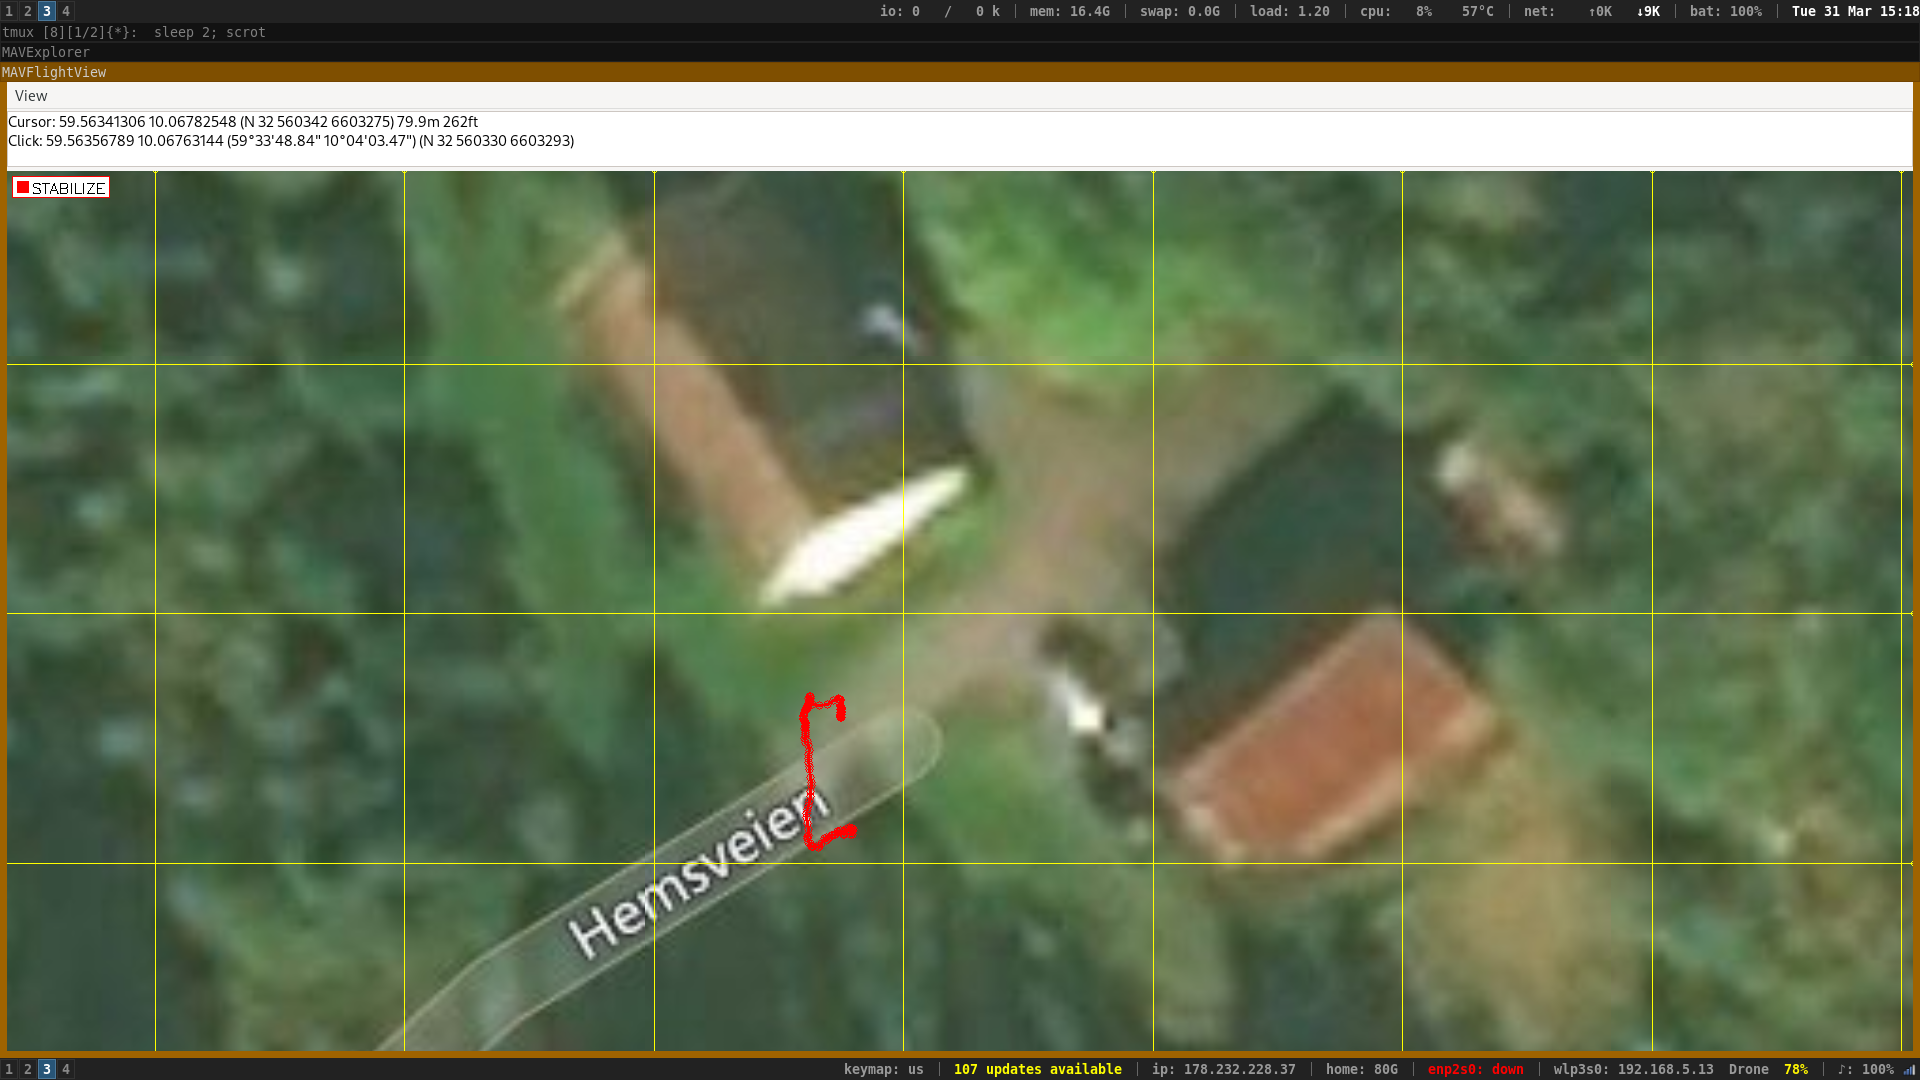 1 2 3 4 io: 0 / 0 k mem: 16.4G swap: 0.0G load: 1.20 cpu: 8% 57°C net: ↑0K ↓9K bat: 100% Tue 31 Mar 15:18
tmux [8][1/2]{*}: sleep 2; scrot
MAVExplorer
MAVFlightView
View
Cursor: 59.56341306 10.06782548 (N 32 560342 6603275) 79.9m 262ft
Click: 59.56356789 10.06763144 (59°33'48.84" 10°04'03.47") (N 32 560330 6603293)
STABILIZE
Hemsveien
1 2 3 4 keymap: us 107 updates available ip: 178.232.228.37 home: 80G enp2s0: down wlp3s0: 192.168.5.13 Drone 78% ♪: 100%